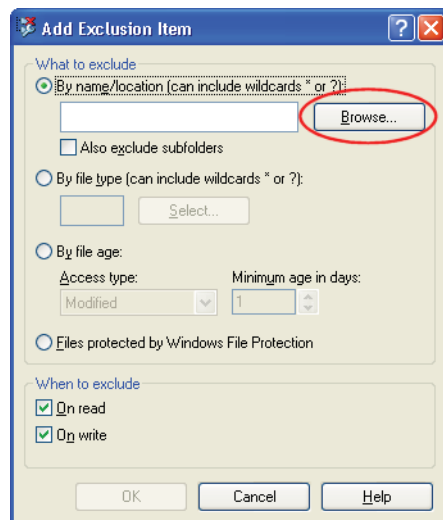 Add Exclusion Item
What to exclude
By name/location (can include wildcards * or ?):
Browse...
Also exclude subfolders
By file type (can include wildcards * or ?):
Select...
By file age:
Access type: Minimum age in days:
Modified 1
Files protected by Windows File Protection
When to exclude
On read
On write
OK Cancel Help